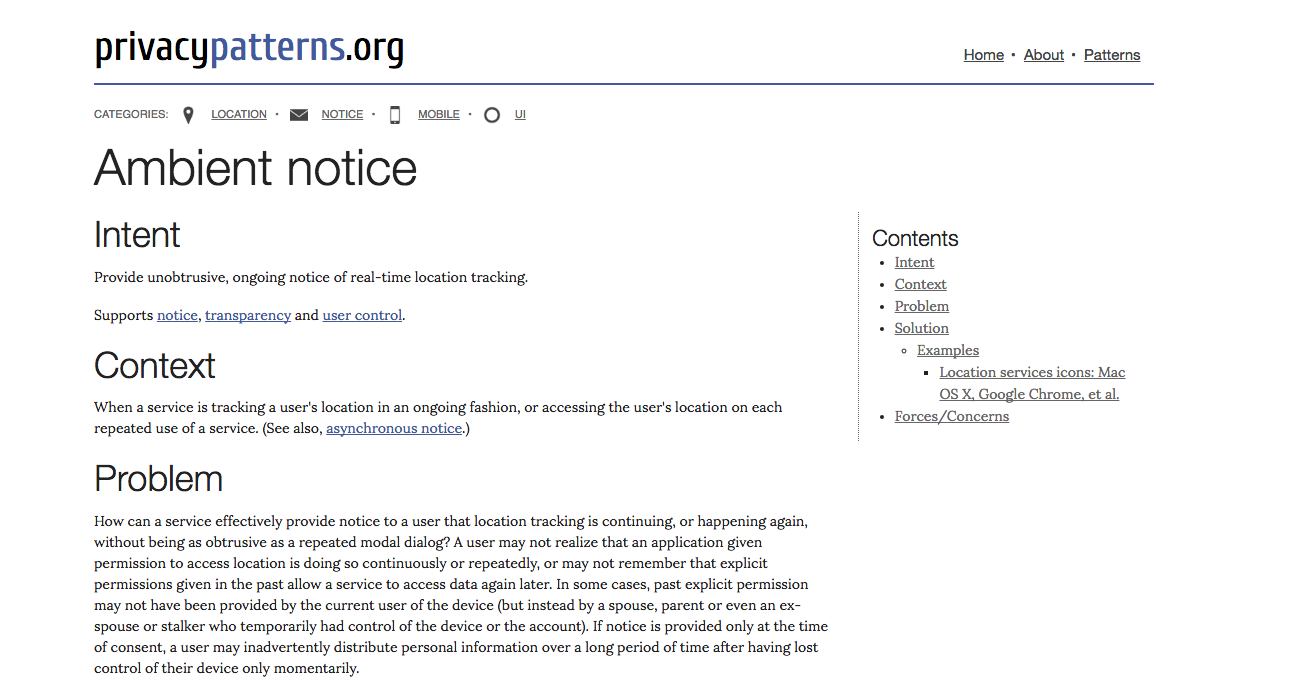 privacypatterns.org
Home · About · Patterns
CATEGORIES: LOCATION · NOTICE · MOBILE · UI
Ambient notice
Intent
Provide unobtrusive, ongoing notice of real-time location tracking.
Supports notice, transparency and user control.
Context
When a service is tracking a user's location in an ongoing fashion, or accessing the user's location on each
repeated use of a service. (See also, asynchronous notice.)
Problem
How can a service effectively provide notice to a user that location tracking is continuing, or happening again,
without being as obtrusive as a repeated modal dialog? A user may not realize that an application given
permission to access location is doing so continuously or repeatedly, or may not remember that explicit
permissions given in the past allow a service to access data again later. In some cases, past explicit permission
may not have been provided by the current user of the device (but instead by a spouse, parent or even an ex-
spouse or stalker who temporarily had control of the device or the account). If notice is provided only at the time
of consent, a user may inadvertently distribute personal information over a long period of time after having lost
control of their device only momentarily.
Contents
Intent
Context
Problem
Solution
Examples
Location services icons: Mac
OS X, Google Chrome, et al.
Forces/Concerns